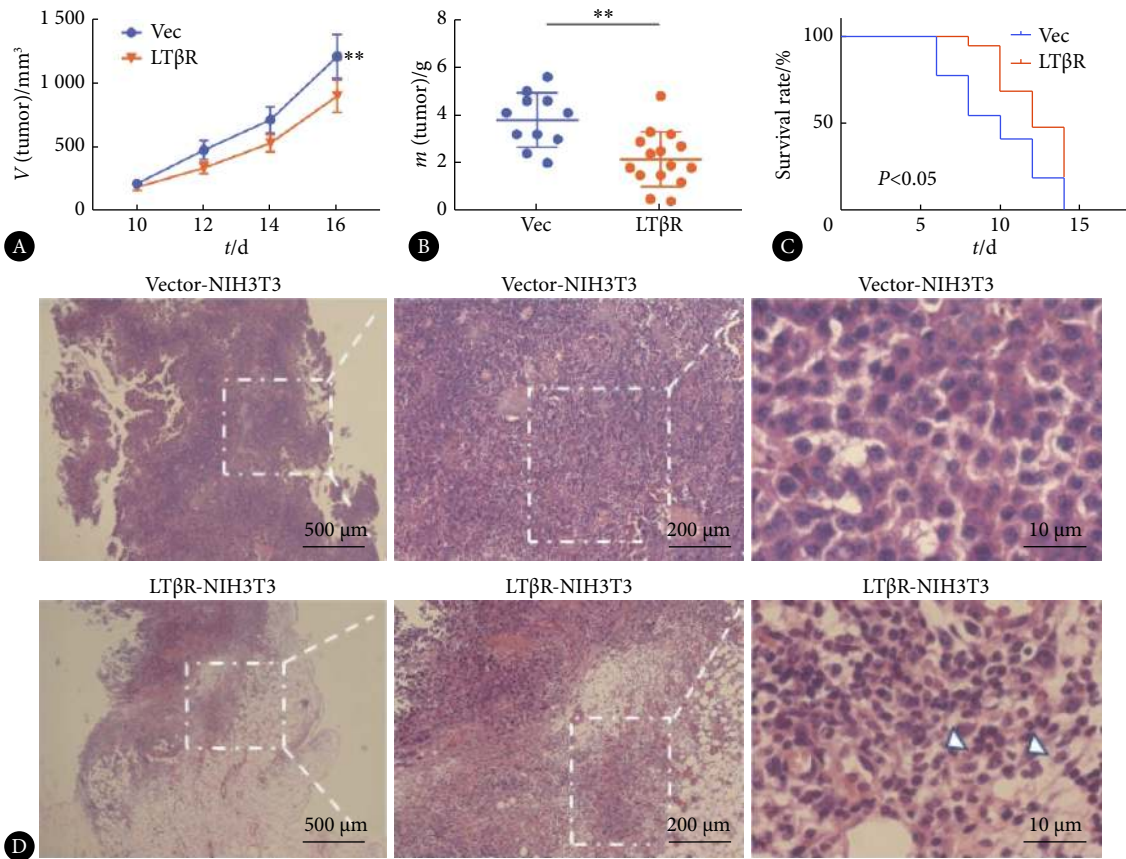 1 500
1 000
500
0
V (tumor)/mm³
Vec
LTβR
**
10
12
14
16
t/d
A
8
6
4
2
0
m (tumor)/g
**
Vec
LTβR
B
100
50
Survival rate/%
Vec
LTβR
P<0.05
0
5
10
15
t/d
C
Vector-NIH3T3
Vector-NIH3T3
Vector-NIH3T3
500 μm
200 μm
10 μm
LTβR-NIH3T3
LTβR-NIH3T3
LTβR-NIH3T3
500 μm
200 μm
10 μm
D